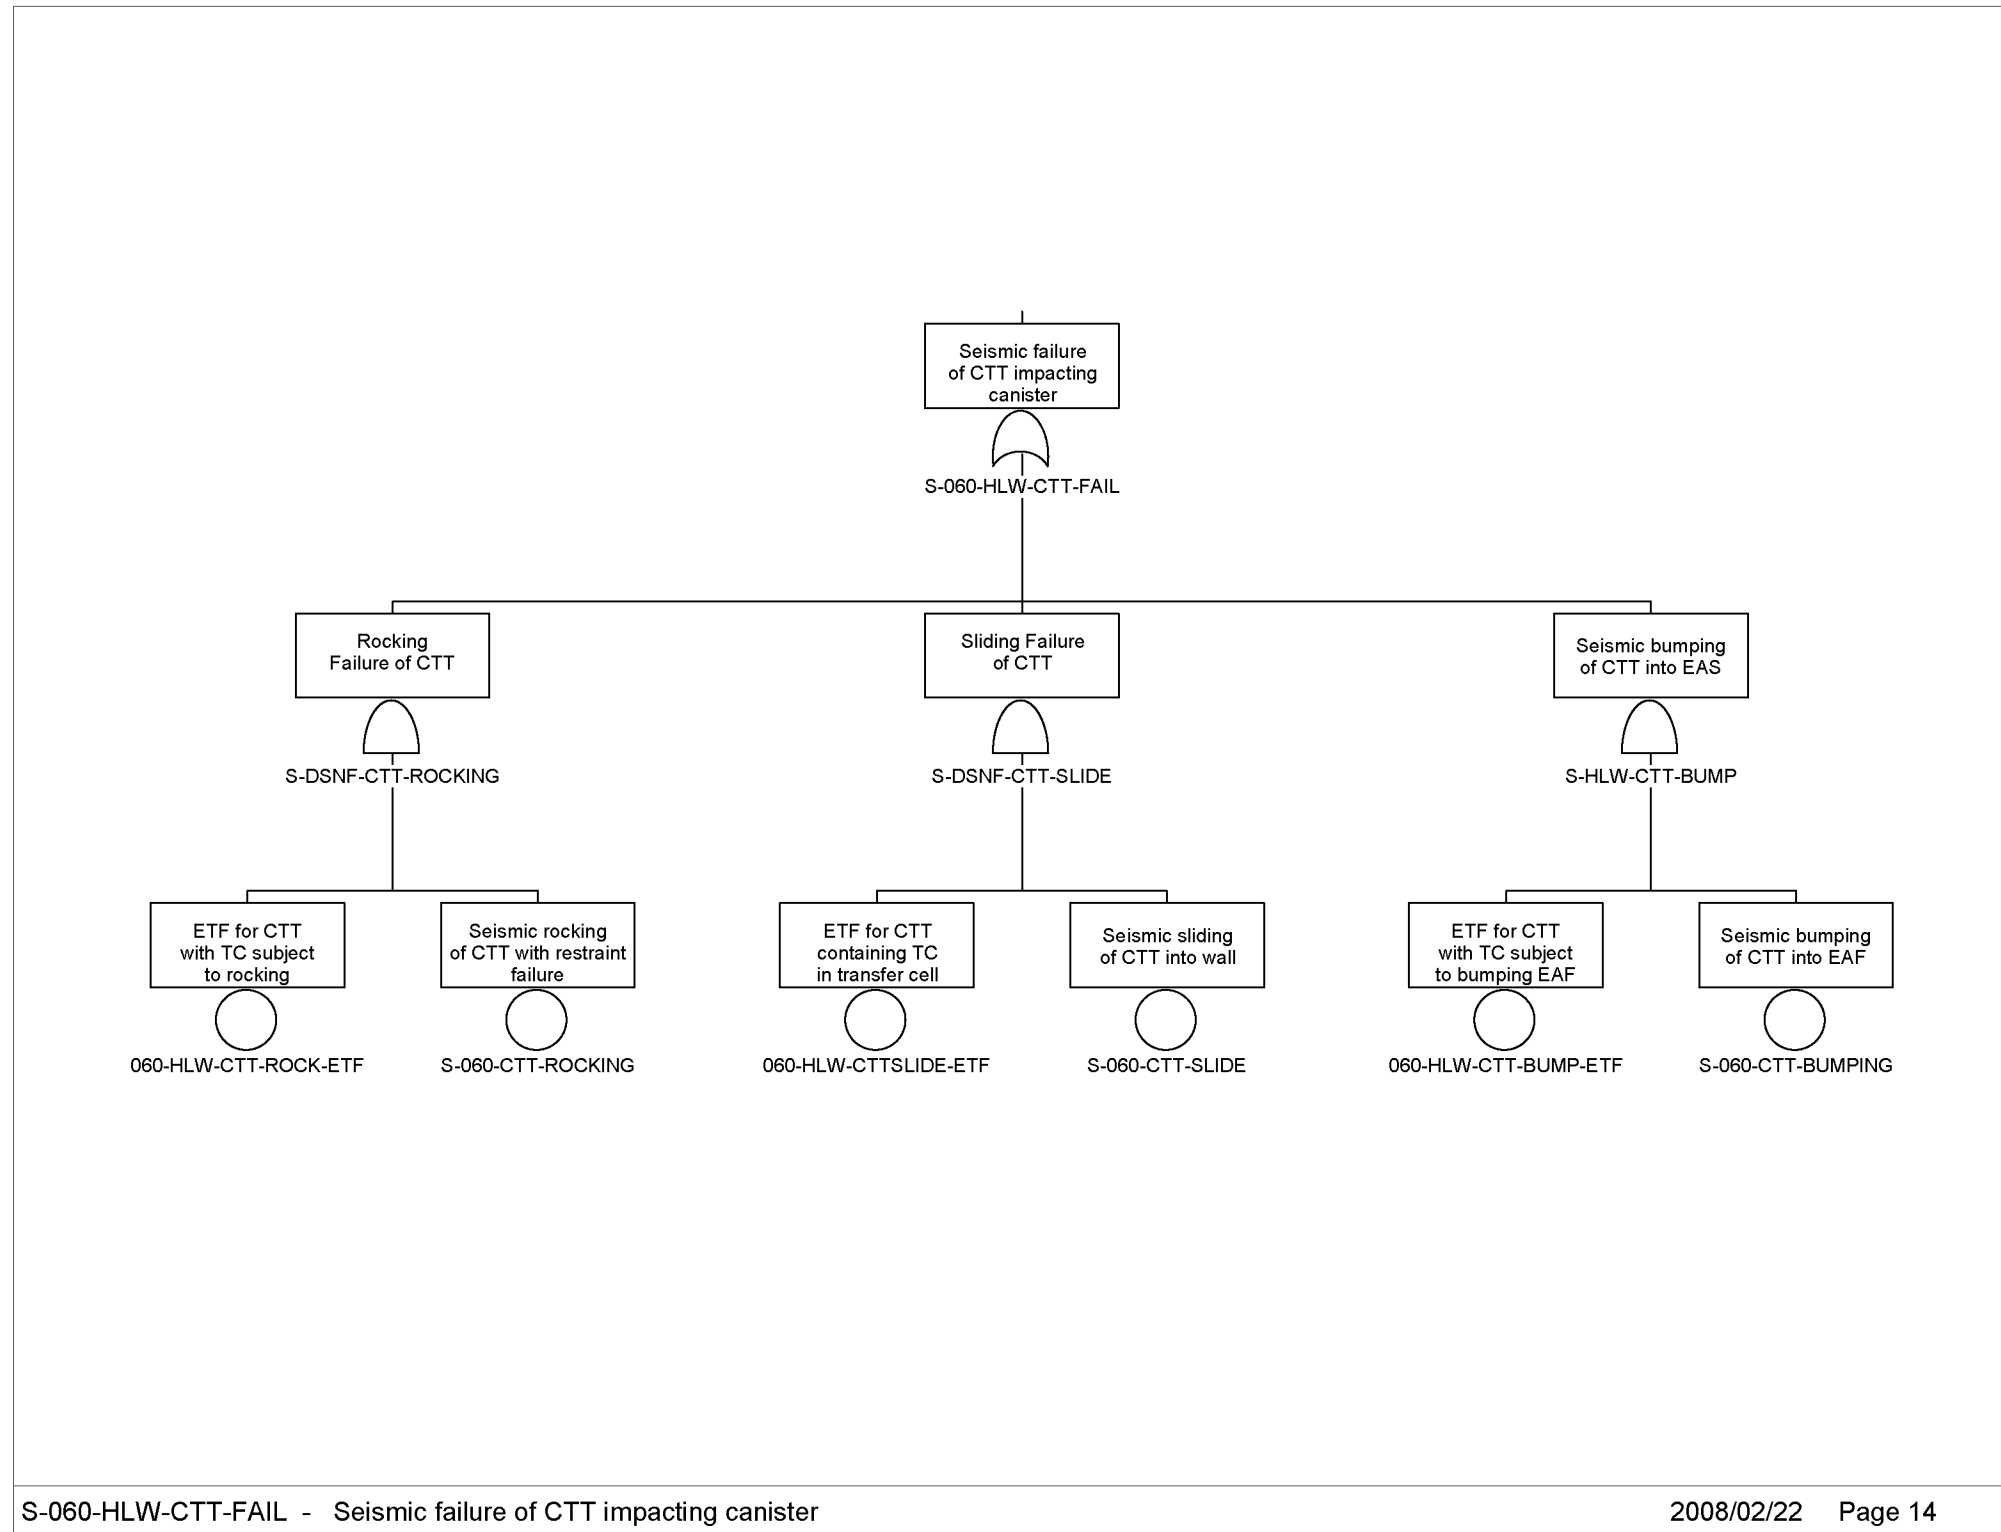 Seismic failure
of CTT impacting
canister
S-060-HLW-CTT-FAIL
Rocking
Failure of CTT
S-DSNF-CTT-ROCKING
Sliding Failure
of CTT
S-DSNF-CTT-SLIDE
Seismic bumping
of CTT into EAS
S-HLW-CTT-BUMP
ETF for CTT
with TC subject
to rocking
060-HLW-CTT-ROCK-ETF
Seismic rocking
of CTT with restraint
failure
S-060-CTT-ROCKING
ETF for CTT
containing TC
in transfer cell
060-HLW-CTTSLIDE-ETF
Seismic sliding
of CTT into wall
S-060-CTT-SLIDE
ETF for CTT
with TC subject
to bumping EAF
060-HLW-CTT-BUMP-ETF
Seismic bumping
of CTT into EAF
S-060-CTT-BUMPING
S-060-HLW-CTT-FAIL - Seismic failure of CTT impacting canister 2008/02/22 Page 14